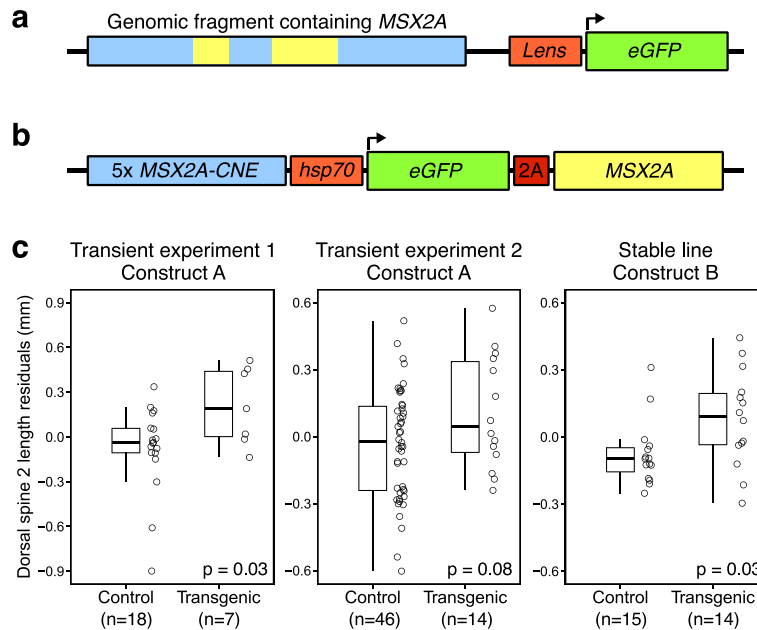 a
Genomic fragment containing MSX2A
Lens
eGFP
b
5x MSX2A-CNE
hsp70
eGFP
2A
MSX2A
c
Transient experiment 1
Construct A
Transient experiment 2
Construct A
Stable line
Construct B
Dorsal spine 2 length residuals (mm)
0.9
0.6
0.3
0.0
−0.3
−0.6
−0.9
p = 0.03
Control
(n=18)
Transgenic
(n=7)
0.6
0.3
0.0
−0.3
−0.6
p = 0.08
Control
(n=46)
Transgenic
(n=14)
0.6
0.3
0.0
−0.3
−0.6
p = 0.03
Control
(n=15)
Transgenic
(n=14)